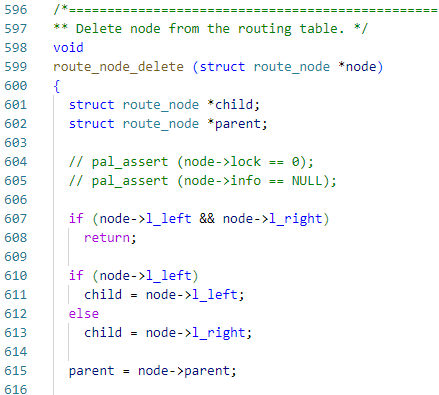 596 /*================================================
597 ** Delete node from the routing table. */
598 void
599 route_node_delete (struct route_node *node)
600 {
601   struct route_node *child;
602   struct route_node *parent;
603
604   // pal_assert (node->lock == 0);
605   // pal_assert (node->info == NULL);
606
607   if (node->l_left && node->l_right)
608     return;
609
610   if (node->l_left)
611     child = node->l_left;
612   else
613     child = node->l_right;
614
615   parent = node->parent;
616